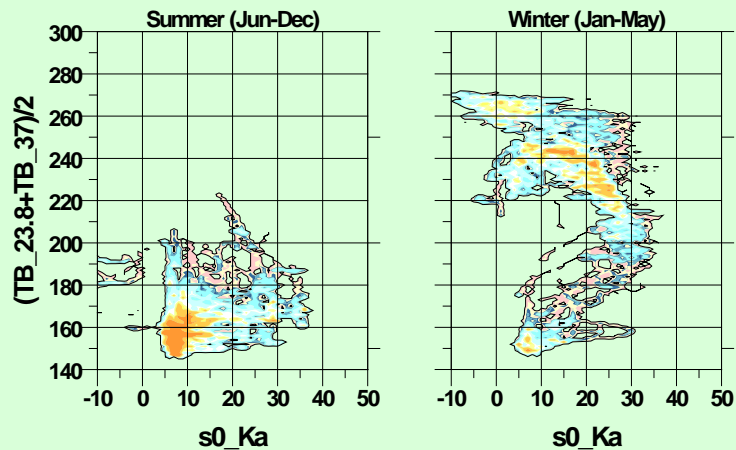 Summer (Jun-Dec)
Winter (Jan-May)
(TB_23.8+TB_37)/2
300
280
260
240
220
200
180
160
140
-10 0 10 20 30 40 50
-10 0 10 20 30 40 50
s0_Ka
s0_Ka